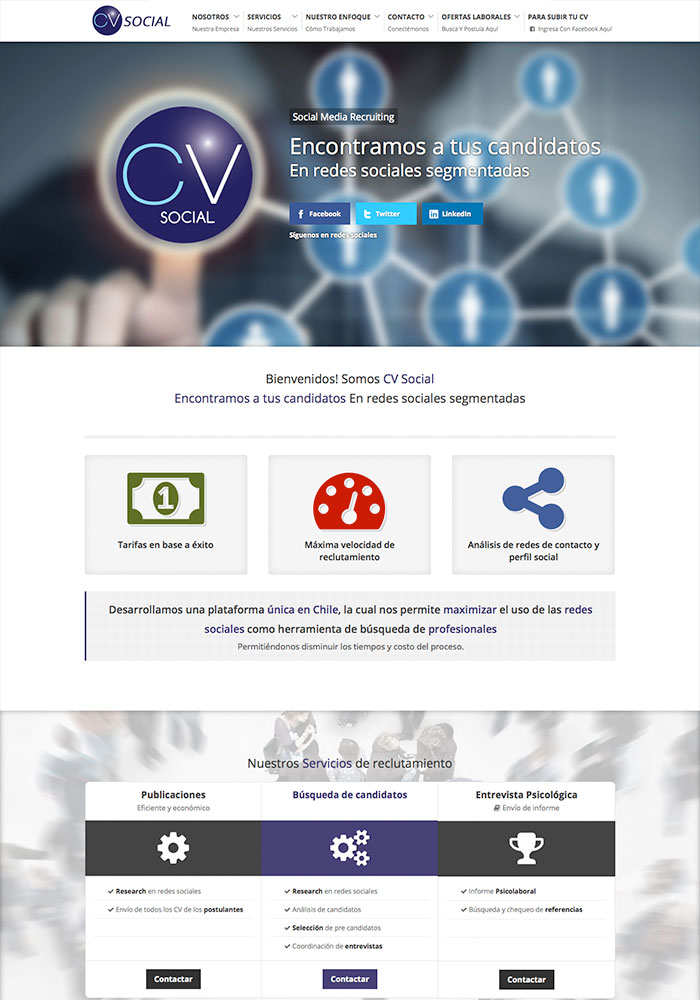 CV SOCIAL
NOSOTROS
Nuestra Empresa
SERVICIOS
Nuestros Servicios
NUESTRO ENFOQUE
Cómo Trabajamos
CONTACTO
Conectémonos
OFERTAS LABORALES
Busca Y Postula Aquí
PARA SUBIR TU CV
Ingresa Con Facebook Aquí
CV
SOCIAL
Social Media Recruiting
Encontramos a tus candidatos
En redes sociales segmentadas
Facebook
Twitter
LinkedIn
Síguenos en redes sociales
Bienvenidos! Somos CV Social
Encontramos a tus candidatos En redes sociales segmentadas
1
Tarifas en base a éxito
Máxima velocidad de
reclutamiento
Análisis de redes de contacto y
perfil social
Desarrollamos una plataforma única en Chile, la cual nos permite maximizar el uso de las redes
sociales como herramienta de búsqueda de profesionales
Permitiéndonos disminuir los tiempos y costo del proceso.
Nuestros Servicios de reclutamiento
Publicaciones
Eficiente y económico
Research en redes sociales
Envío de todos los CV de los postulantes
Contactar
Búsqueda de candidatos
Research en redes sociales
Análisis de candidatos
Selección de pre candidatos
Coordinación de entrevistas
Contactar
Entrevista Psicológica
Envío de informe
Informe Psicolaboral
Búsqueda y chequeo de referencias
Contactar